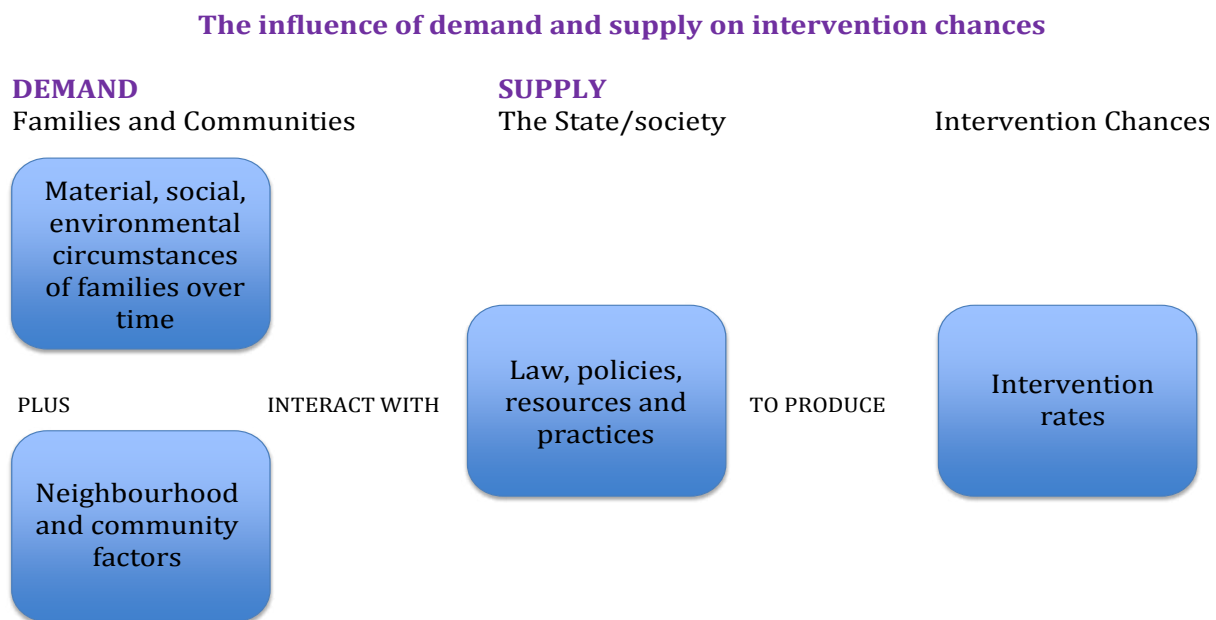 The influence of demand and supply on intervention chances
DEMAND
Families and Communities
SUPPLY
The State/society
Intervention Chances
Material, social,
environmental
circumstances
of families over
time
PLUS
Neighbourhood
and community
factors
INTERACT WITH
Law, policies,
resources and
practices
TO PRODUCE
Intervention
rates